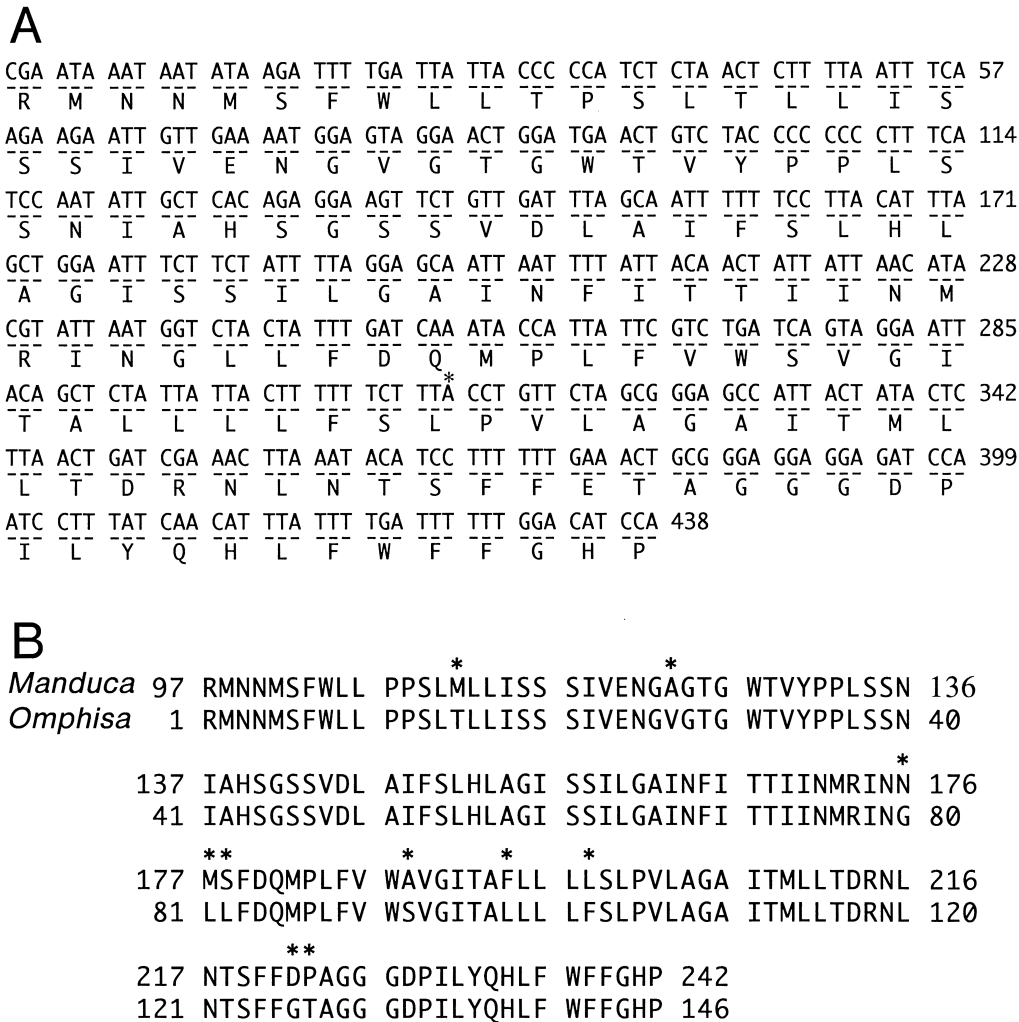 A
CGA ATA AAT AAT ATA AGA TTT TGA TTA TTA CCC CCA TCT CTA ACT CTT TTA ATT TCA 57
R M N N M S F W L L T P S L T L L I S
AGA AGA ATT GTT GAA AAT GGA GTA GGA ACT GGA TGA ACT GTC TAC CCC CCC CTT TCA 114
S S I V E N G V G T G W T V Y P P L S
TCC AAT ATT GCT CAC AGA GGA AGT TCT GTT GAT TTA GCA ATT TTT TCC TTA CAT TTA 171
S N I A H S G S S V D L A I F S L H L
GCT GGA ATT TCT TCT ATT TTA GGA GCA ATT AAT TTT ATT ACA ACT ATT ATT AAC ATA 228
A G I S S I L G A I N F I T T I I N M
CGT ATT AAT GGT CTA CTA TTT GAT CAA ATA CCA TTA TTC GTC TGA TCA GTA GGA ATT 285
R I N G L L F D Q M P L F V W S V G I
*
ACA GCT CTA TTA TTA CTT TTT TCT TTA CCT GTT CTA GCG GGA GCC ATT ACT ATA CTC 342
T A L L L L F S L P V L A G A I T M L
TTA ACT GAT CGA AAC TTA AAT ACA TCC TTT TTT GAA ACT GCG GGA GGA GGA GAT CCA 399
L T D R N L N T S F F E T A G G G D P
ATC CTT TAT CAA CAT TTA TTT TGA TTT TTT GGA CAT CCA 438
I L Y Q H L F W F F G H P
B
* *
Manduca 97 RMNNMSFWLL PPSLMLLISS SIVENGAGTG WTVYPPLSSN 136
Omphisa 1 RMNNMSFWLL PPSLTLLISS SIVENGVGTG WTVYPPLSSN 40
*
137 IAHSGSSVDL AIFSLHLAGI SSILGAINFI TTIINMRINN 176
41 IAHSGSSVDL AIFSLHLAGI SSILGAINFI TTIINMRING 80
** * * *
177 MSFDQMPLFV WAVGITAFLL LLSLPVLAGA ITMLLTDRNL 216
81 LLFDQMPLFV WSVGITALLL LFSLPVLAGA ITMLLTDRNL 120
**
217 NTSFFDPAGG GDPILYQHLF WFFGHP 242
121 NTSFFGTAGG GDPILYQHLF WFFGHP 146